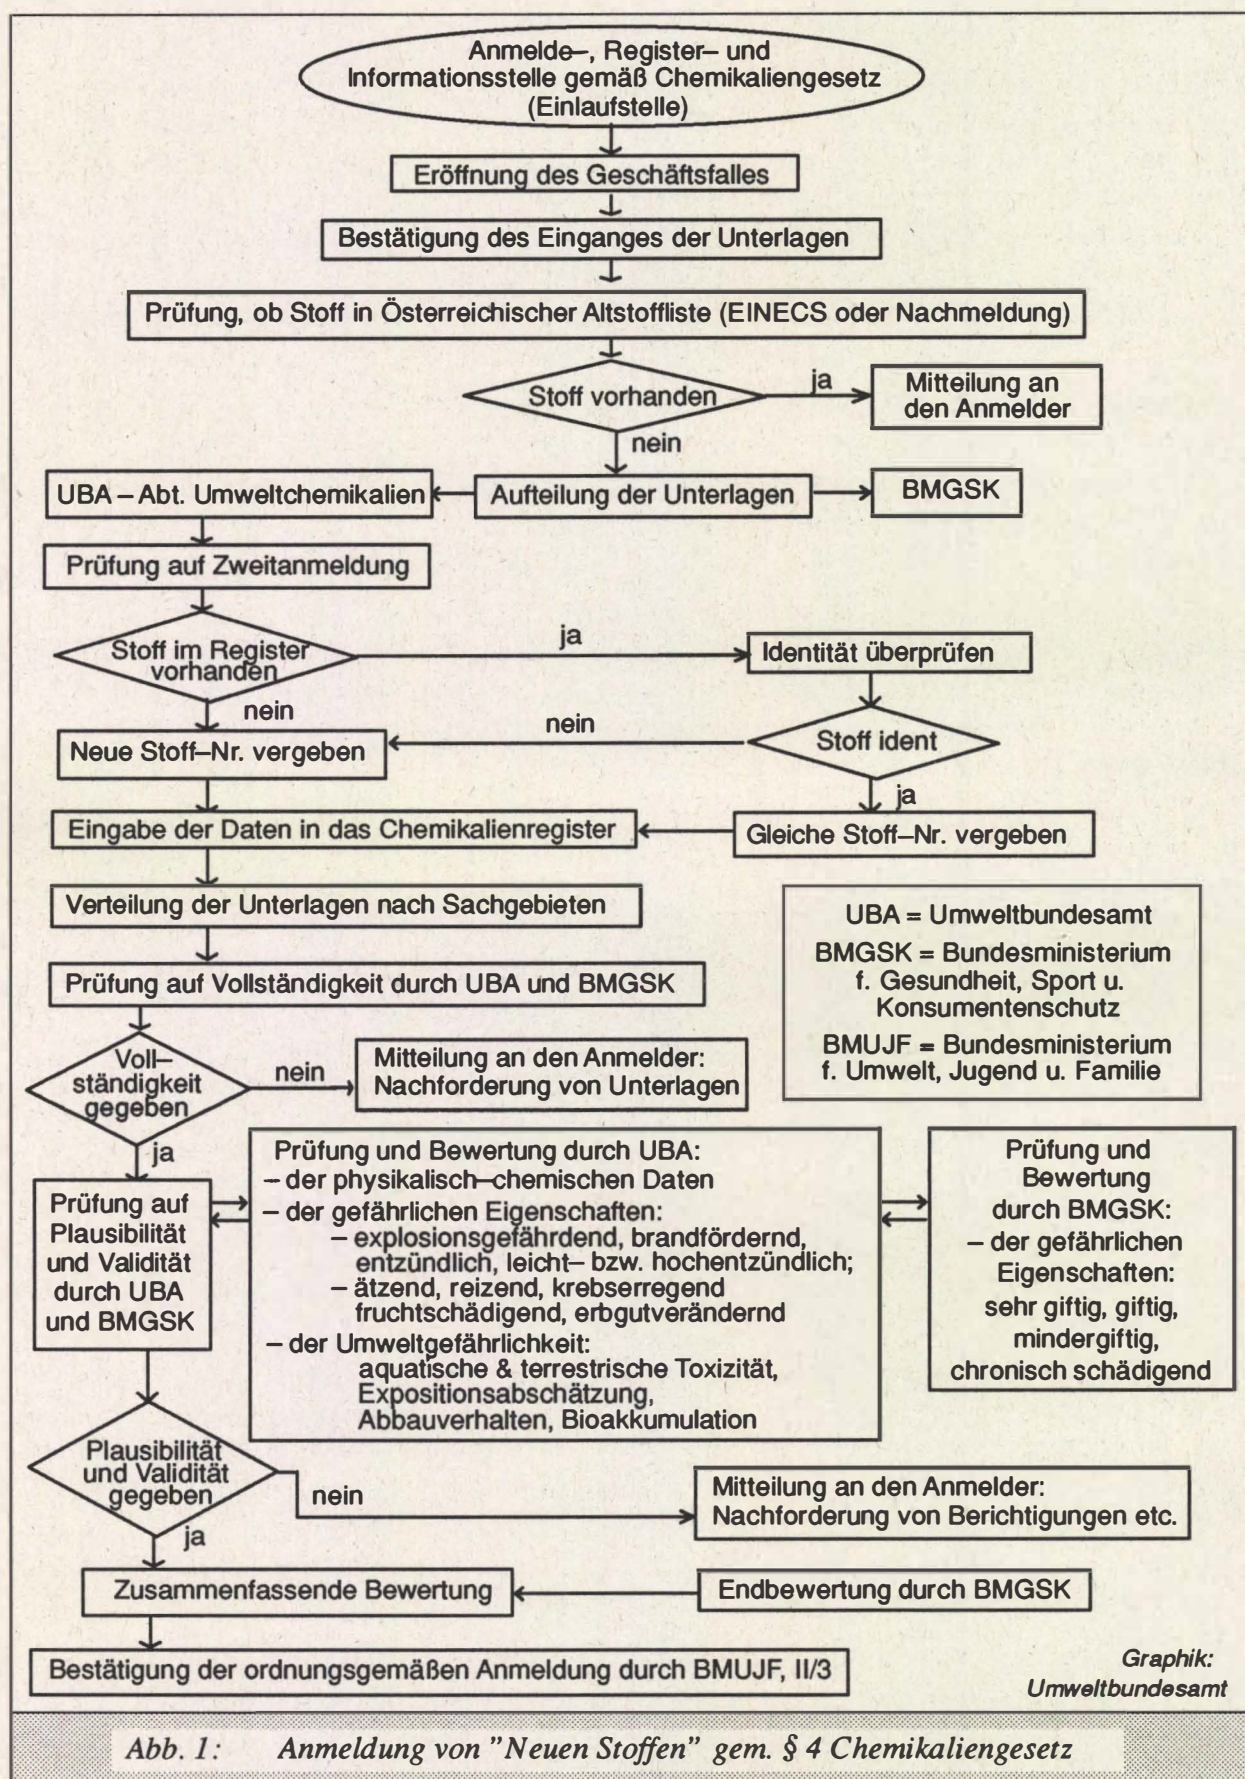 Anmelde–, Register– und
Informationsstelle gemäß Chemikaliengesetz
(Einlaufstelle)
Eröffnung des Geschäftsfalles
Bestätigung des Einganges der Unterlagen
Prüfung, ob Stoff in Österreichischer Altstoffliste (EINECS oder Nachmeldung)
Stoff vorhanden
ja
Mitteilung an
den Anmelder
nein
UBA – Abt. Umweltchemikalien
Aufteilung der Unterlagen
BMGSK
Prüfung auf Zweitanmeldung
Stoff im Register
vorhanden
ja
Identität überprüfen
nein
nein
Stoff ident
Neue Stoff–Nr. vergeben
ja
Eingabe der Daten in das Chemikalienregister
Gleiche Stoff–Nr. vergeben
Verteilung der Unterlagen nach Sachgebieten
UBA = Umweltbundesamt
BMGSK = Bundesministerium
f. Gesundheit, Sport u.
Konsumentenschutz
BMUJF = Bundesministerium
f. Umwelt, Jugend u. Familie
Prüfung auf Vollständigkeit durch UBA und BMGSK
Voll–
ständigkeit
gegeben
nein
Mitteilung an den Anmelder:
Nachforderung von Unterlagen
ja
Prüfung auf
Plausibilität
und Validität
durch UBA
und BMGSK
Prüfung und Bewertung durch UBA:
– der physikalisch–chemischen Daten
– der gefährlichen Eigenschaften:
– explosionsgefährdend, brandfördernd,
entzündlich, leicht– bzw. hochentzündlich;
– ätzend, reizend, krebserregend
fruchtschädigend, erbgutverändernd
– der Umweltgefährlichkeit:
aquatische & terrestrische Toxizität,
Expositionsabschätzung,
Abbauverhalten, Bioakkumulation
Prüfung und
Bewertung
durch BMGSK:
– der gefährlichen
Eigenschaften:
sehr giftig, giftig,
mindergiftig,
chronisch schädigend
Plausibilität
und Validität
gegeben
nein
Mitteilung an den Anmelder:
Nachforderung von Berichtigungen etc.
ja
Zusammenfassende Bewertung
Endbewertung durch BMGSK
Bestätigung der ordnungsgemäßen Anmeldung durch BMUJF, II/3
Graphik:
Umweltbundesamt
Abb. 1: Anmeldung von "Neuen Stoffen" gem. § 4 Chemikaliengesetz